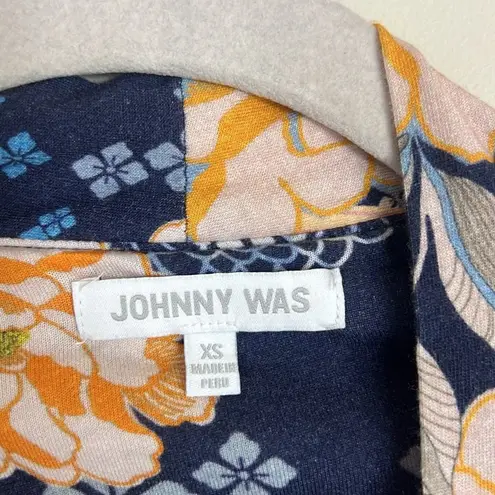 JOHNNY WAS
XS
MADE IN
PERU